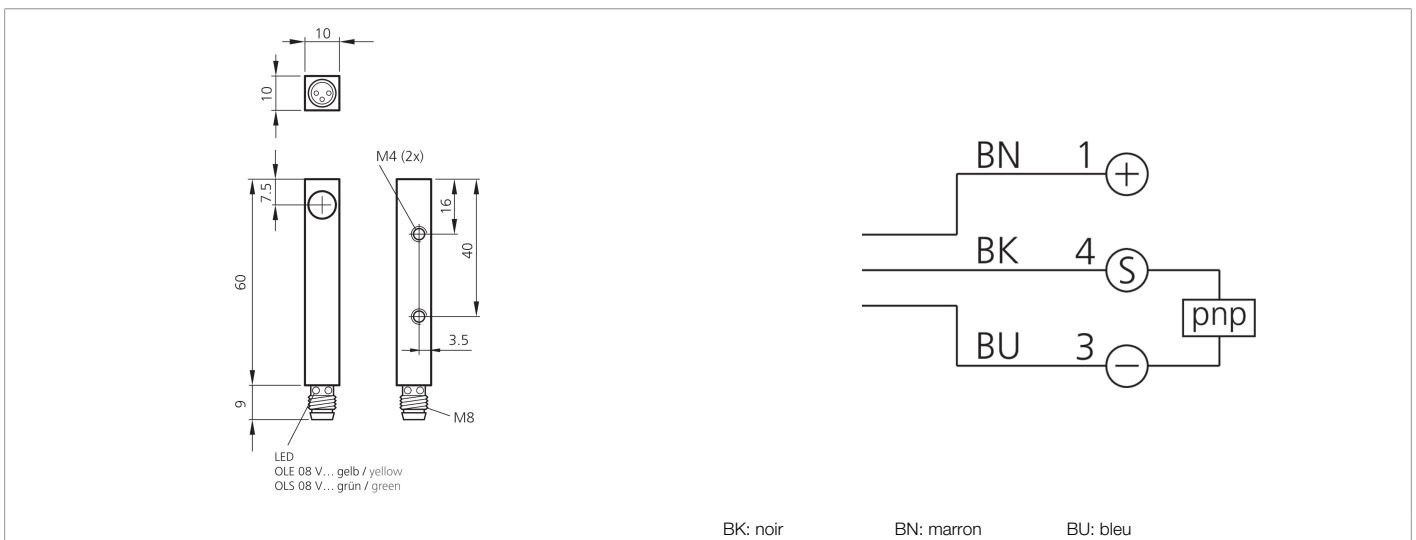 10
10
M4 (2x)
7.5
16
40
60
3.5
9
M8
LED
OLE 08 V... gelb / yellow
OLS 08 V... grün / green
BN 1 +
BK 4 S
pnp
BU 3 −
BK: noir BN: marron BU: bleu